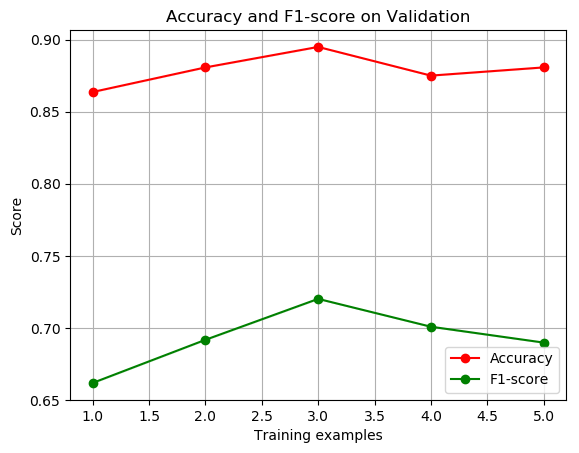 Accuracy and F1-score on Validation
0.90
0.85
0.80
0.75
0.70
0.65
Score
1.0 1.5 2.0 2.5 3.0 3.5 4.0 4.5 5.0
Training examples
Accuracy
F1-score